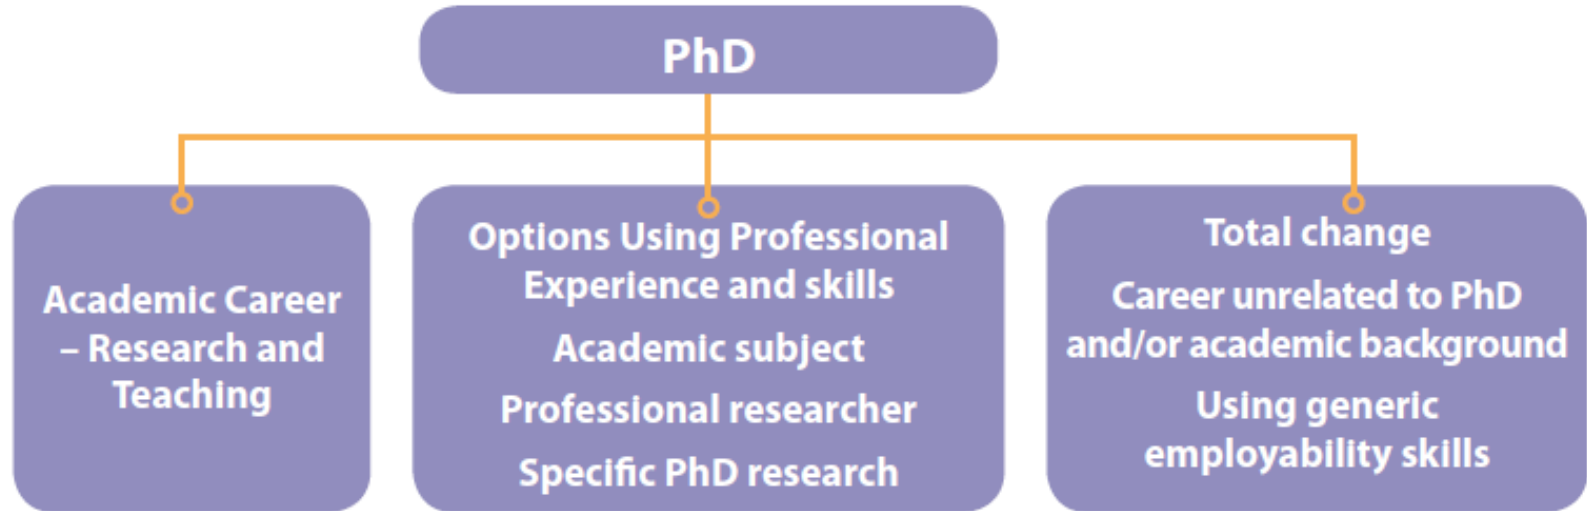 PhD
Academic Career
– Research and
Teaching
Options Using Professional
Experience and skills
Academic subject
Professional researcher
Specific PhD research
Total change
Career unrelated to PhD
and/or academic background
Using generic
employability skills